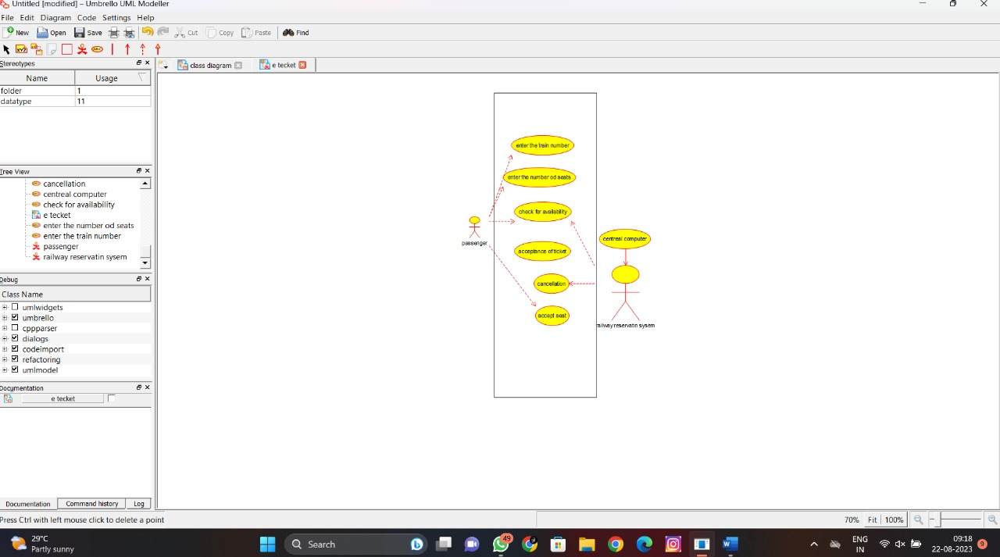 Untitled [modified] – Umbrello UML Modeller
File Edit Diagram Code Settings Help
New Open Save Cut Copy Paste Find
Stereotypes
Name Usage
folder 1
datatype 11
Tree View
cancellation
centreal computer
check for availability
e tecket
enter the number od seats
enter the train number
passenger
railway reservatin sysem
Debug
Class Name
umlwidgets
umbrello
cppparser
dialogs
codeimport
refactoring
umlmodel
Documentation
e tecket
Documentation Command history Log
class diagram e tecket
enter the train number
enter the number od seats
check for availability
passenger
centreal computer
acceptance of ticket
cancellation
accept seat
railway reservatin sysem
Press Ctrl with left mouse click to delete a point
70% Fit 100%
29°C
Partly sunny
Search
49
ENG
IN
09:18
22-08-2023
9